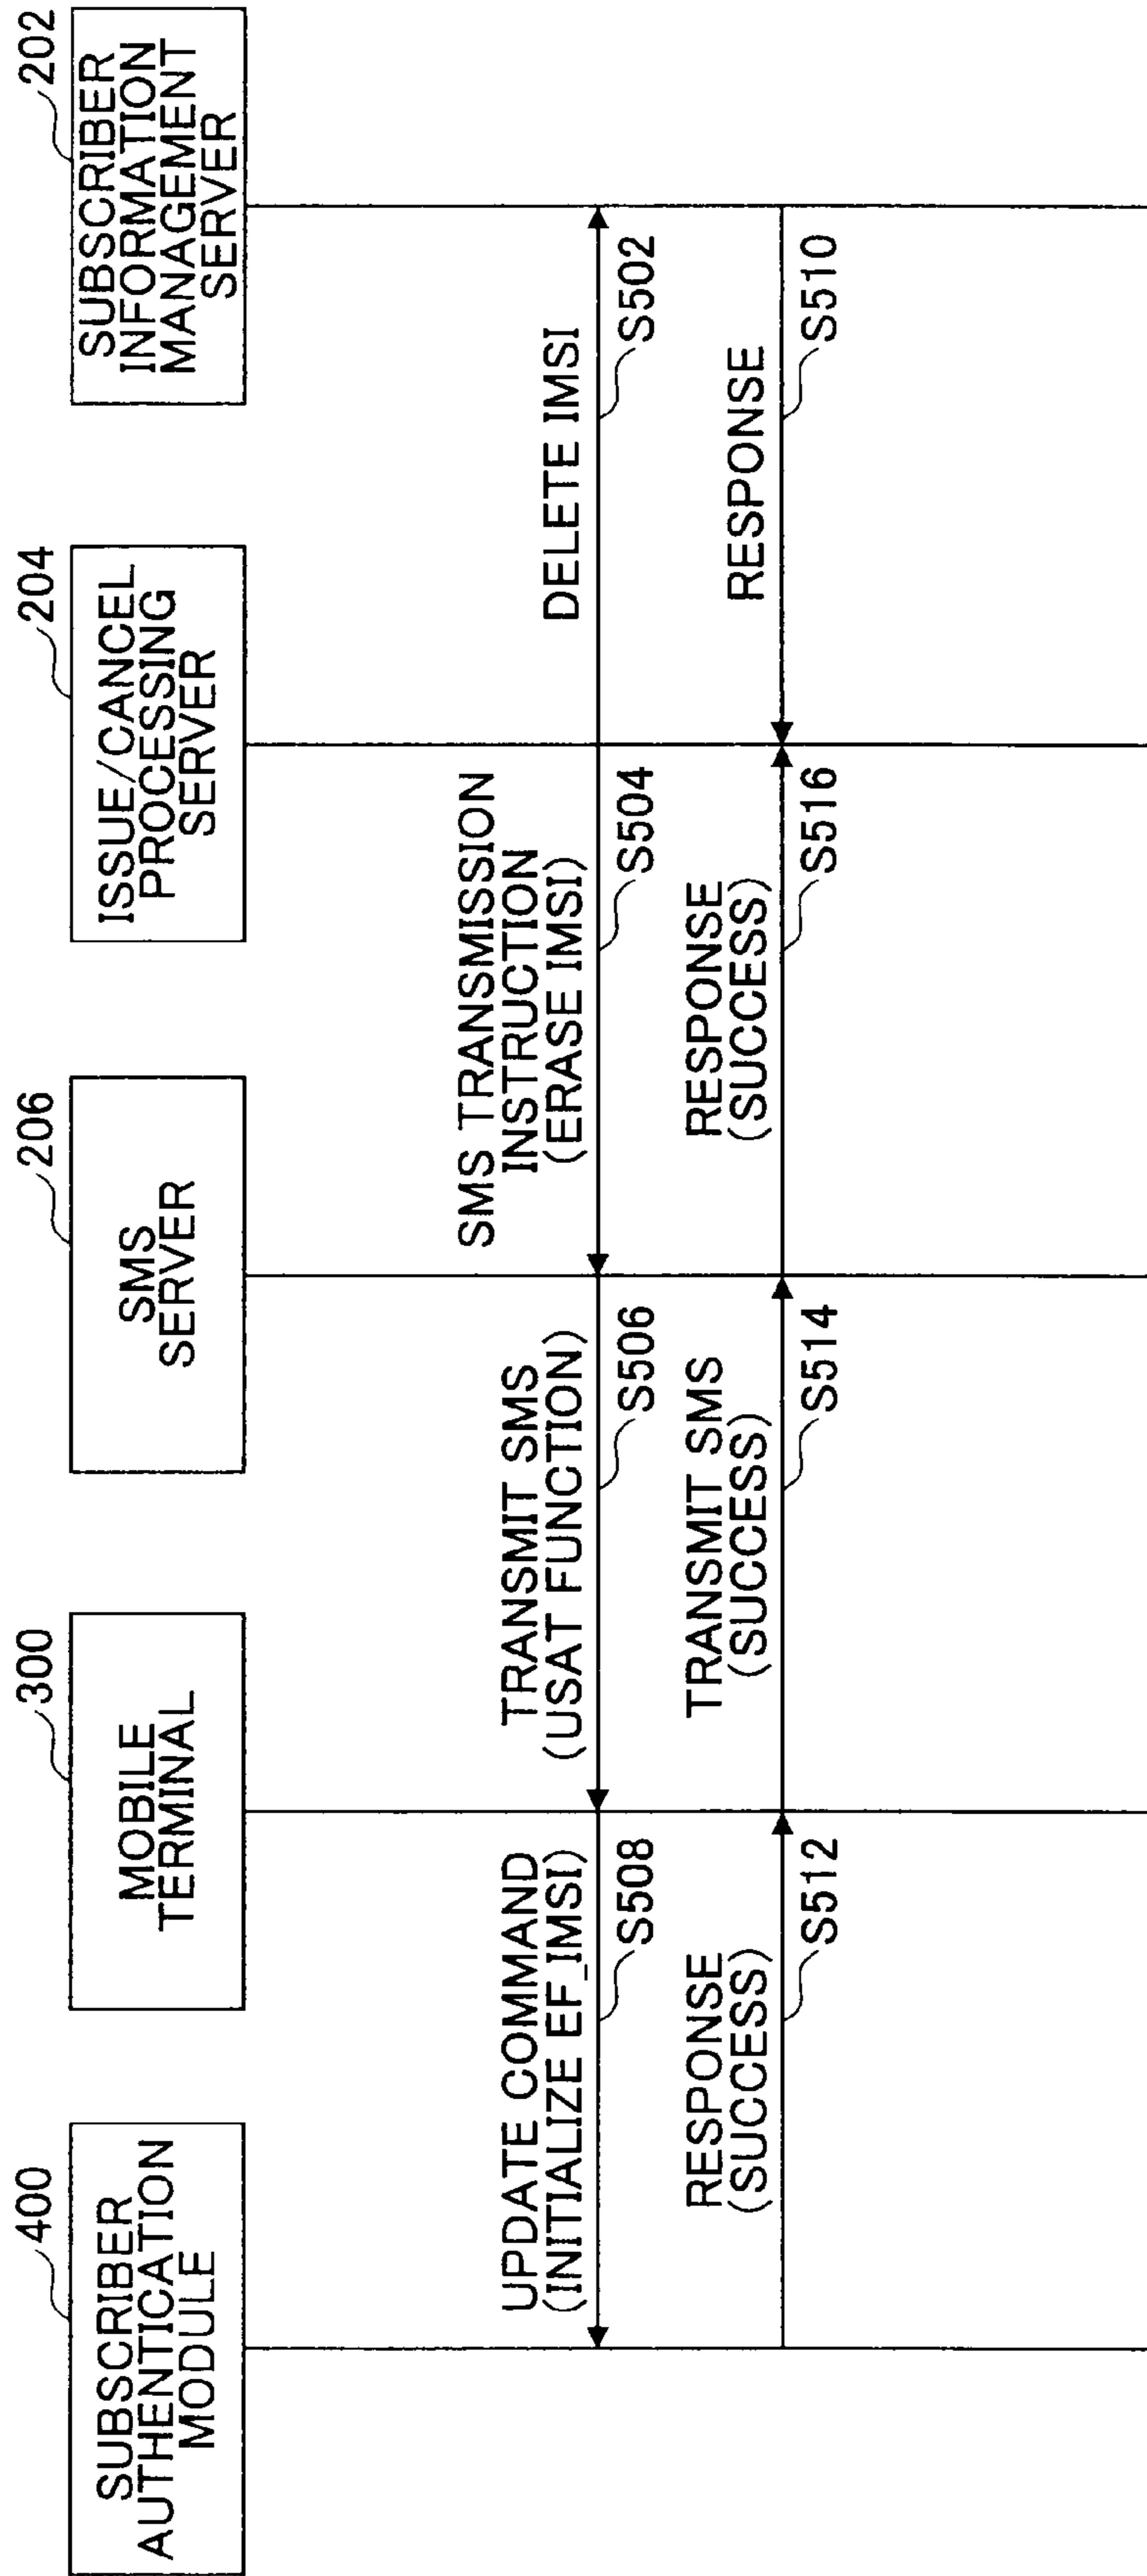 400
SUBSCRIBER
AUTHENTICATION
MODULE
300
MOBILE
TERMINAL
206
SMS
SERVER
204
ISSUE/CANCEL
PROCESSING
SERVER
202
SUBSCRIBER
INFORMATION
MANAGEMENT
SERVER
DELETE IMSI
S502
SMS TRANSMISSION
INSTRUCTION
(ERASE IMSI)
S504
TRANSMIT SMS
(USAT FUNCTION)
S506
UPDATE COMMAND
(INITIALIZE EF_IMSI)
S508
RESPONSE
S510
RESPONSE
(SUCCESS)
S512
TRANSMIT SMS
(SUCCESS)
S514
RESPONSE
(SUCCESS)
S516